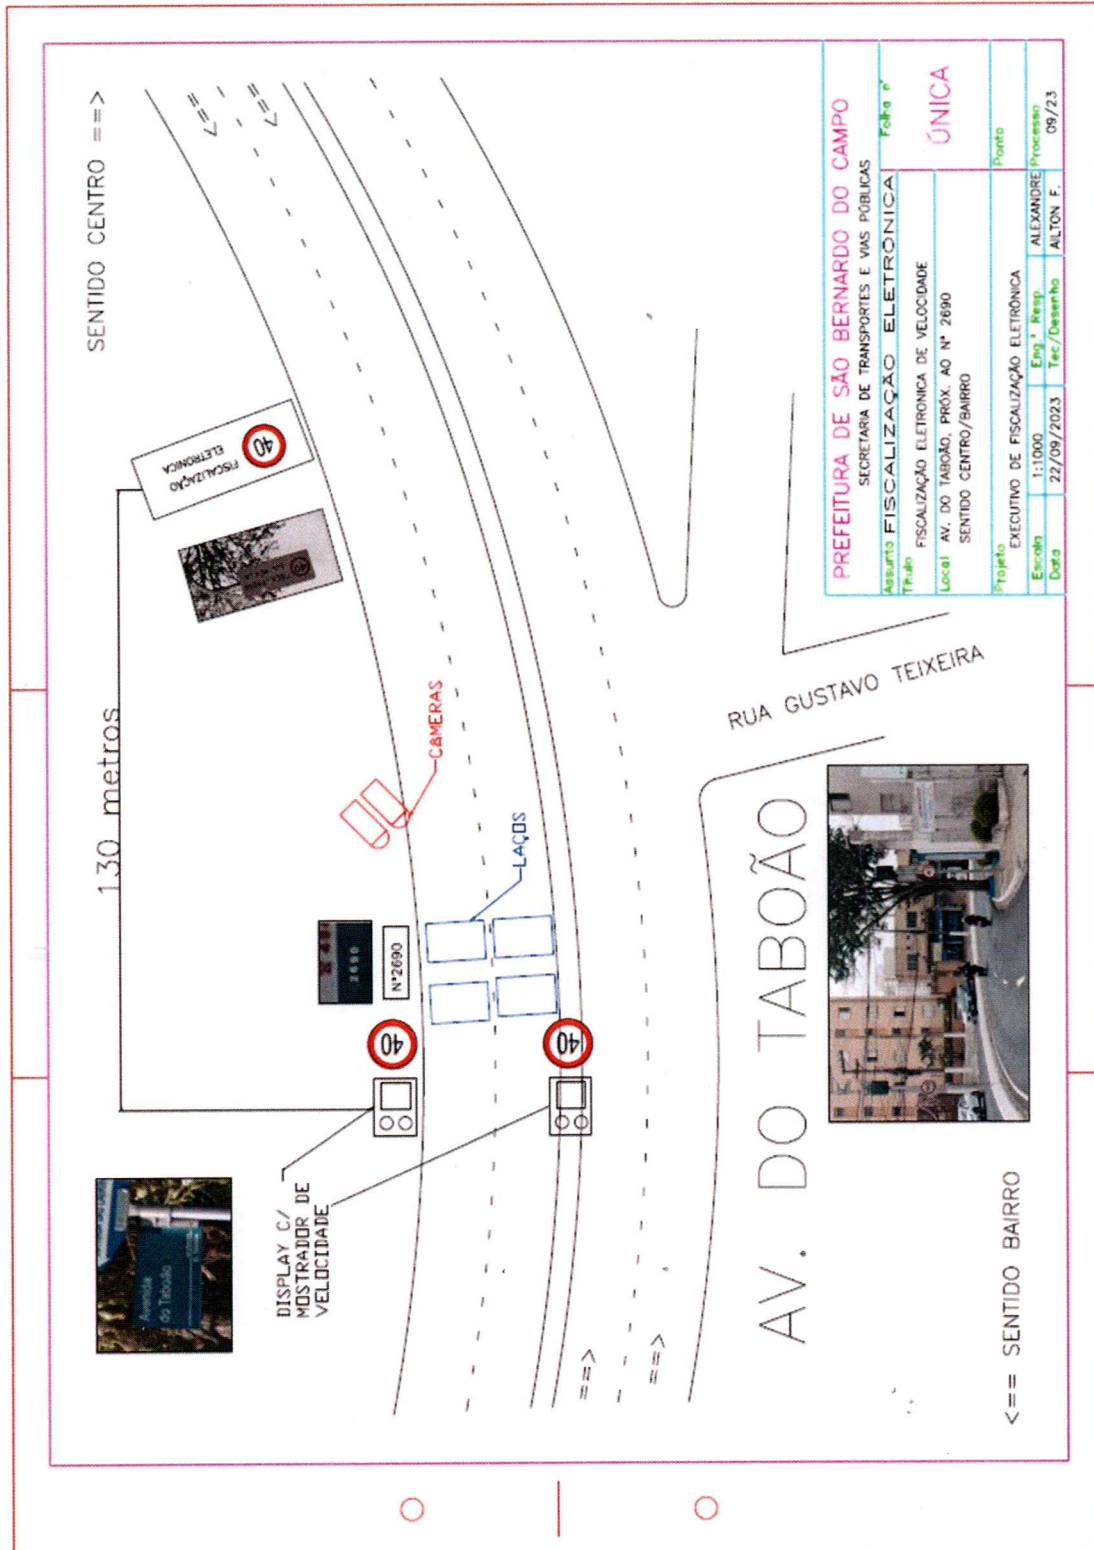 SENTIDO CENTRO ==>
<==
<==
130 metros
FISCALIZAÇÃO
ELETRÔNICA
40
Avenida
do Taboão
DISPLAY C/
MOSTRADOR DE
VELOCIDADE
2690
Nº2690
40
40
CÂMERAS
LAÇOS
==>
==>
AV. DO TABOÃO
RUA GUSTAVO TEIXEIRA
<== SENTIDO BAIRRO
PREFEITURA DE SÃO BERNARDO DO CAMPO
SECRETARIA DE TRANSPORTES E VIAS PÚBLICAS
Assunto FISCALIZAÇÃO ELETRÔNICA
Folha nº
ÚNICA
Título
FISCALIZAÇÃO ELETRONICA DE VELOCIDADE
Local AV. DO TABOÃO, PRÓX. AO Nº 2690
SENTIDO CENTRO/BAIRRO
Projeto
EXECUTIVO DE FISCALIZAÇÃO ELETRÔNICA
Ponto
Escala 1:1000 Eng.º Resp. ALEXANDRE Processo
Data 22/09/2023 Tec/Desenho AILTON F. 09/23